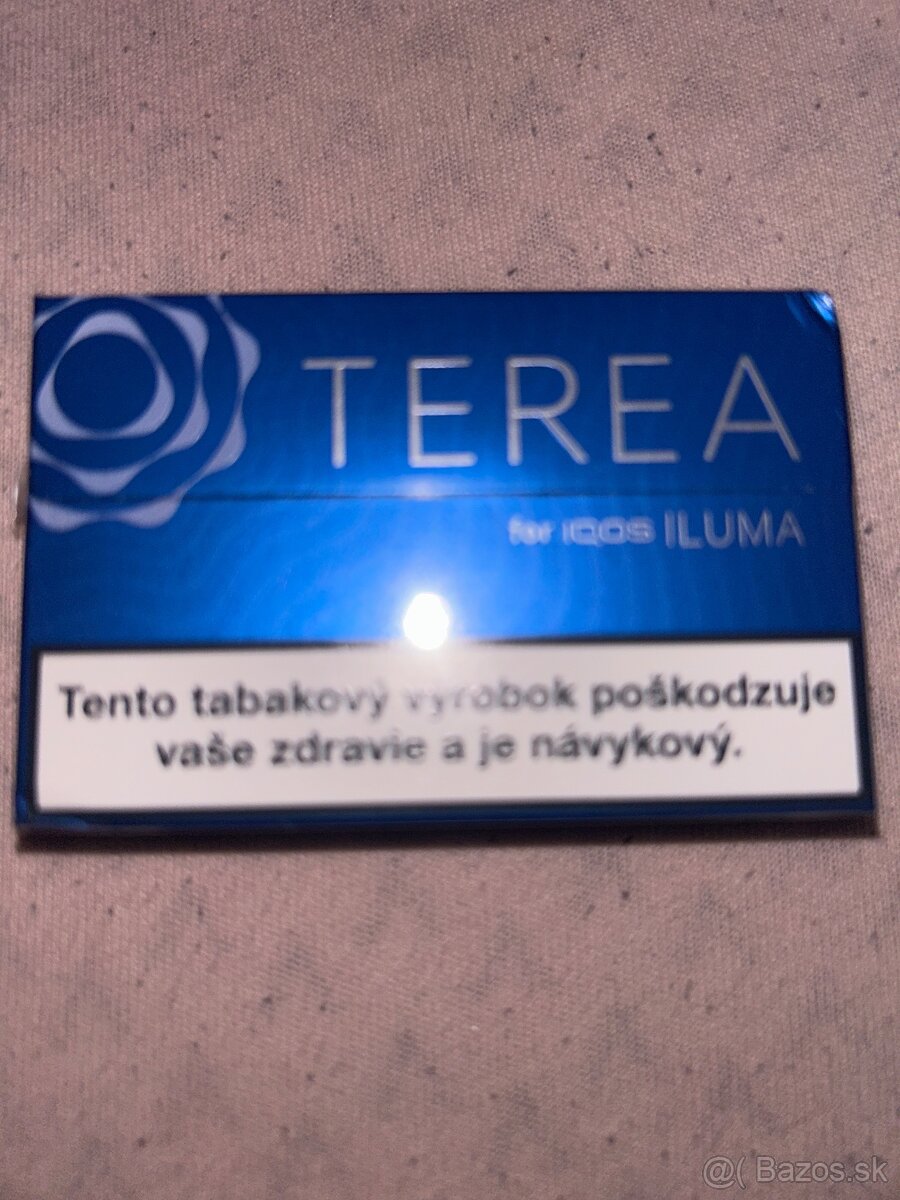 TEREA
for IQOS ILUMA
Tento tabakový výrobok poškodzuje
vaše zdravie a je návykový.
@( Bazos.sk